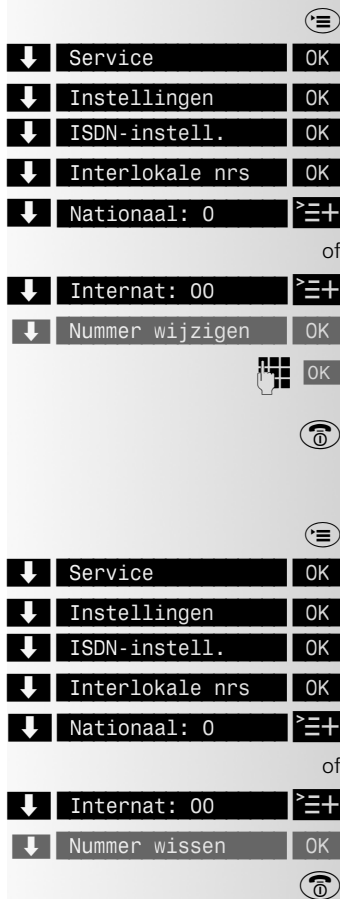 Service OK
Instellingen OK
ISDN-instell. OK
Interlokale nrs OK
Nationaal: 0
of
Internat: 00
Nummer wijzigen OK
OK
Service OK
Instellingen OK
ISDN-instell. OK
Interlokale nrs OK
Nationaal: 0
of
Internat: 00
Nummer wissen OK